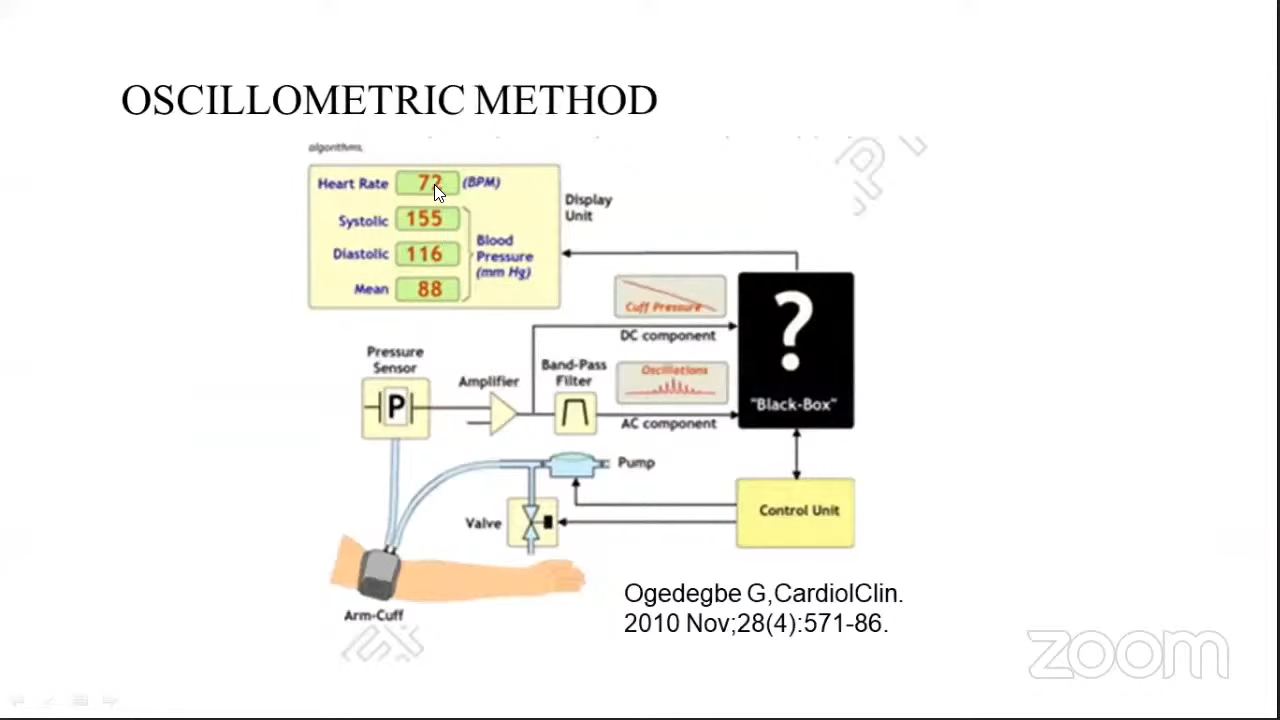 OSCILLOMETRIC METHOD
algorithms.
Heart Rate 72 (BPM)
Systolic 155
Diastolic 116
Mean 88
Blood
Pressure
(mm Hg)
Display
Unit
Cuff Pressure
DC component
?
"Black-Box"
Pressure
Sensor
P
Amplifier
Band-Pass
Filter
Oscillations
AC component
Pump
Valve
Control Unit
Arm-Cuff
Ogedegbe G,CardiolClin.
2010 Nov;28(4):571-86.
zoom